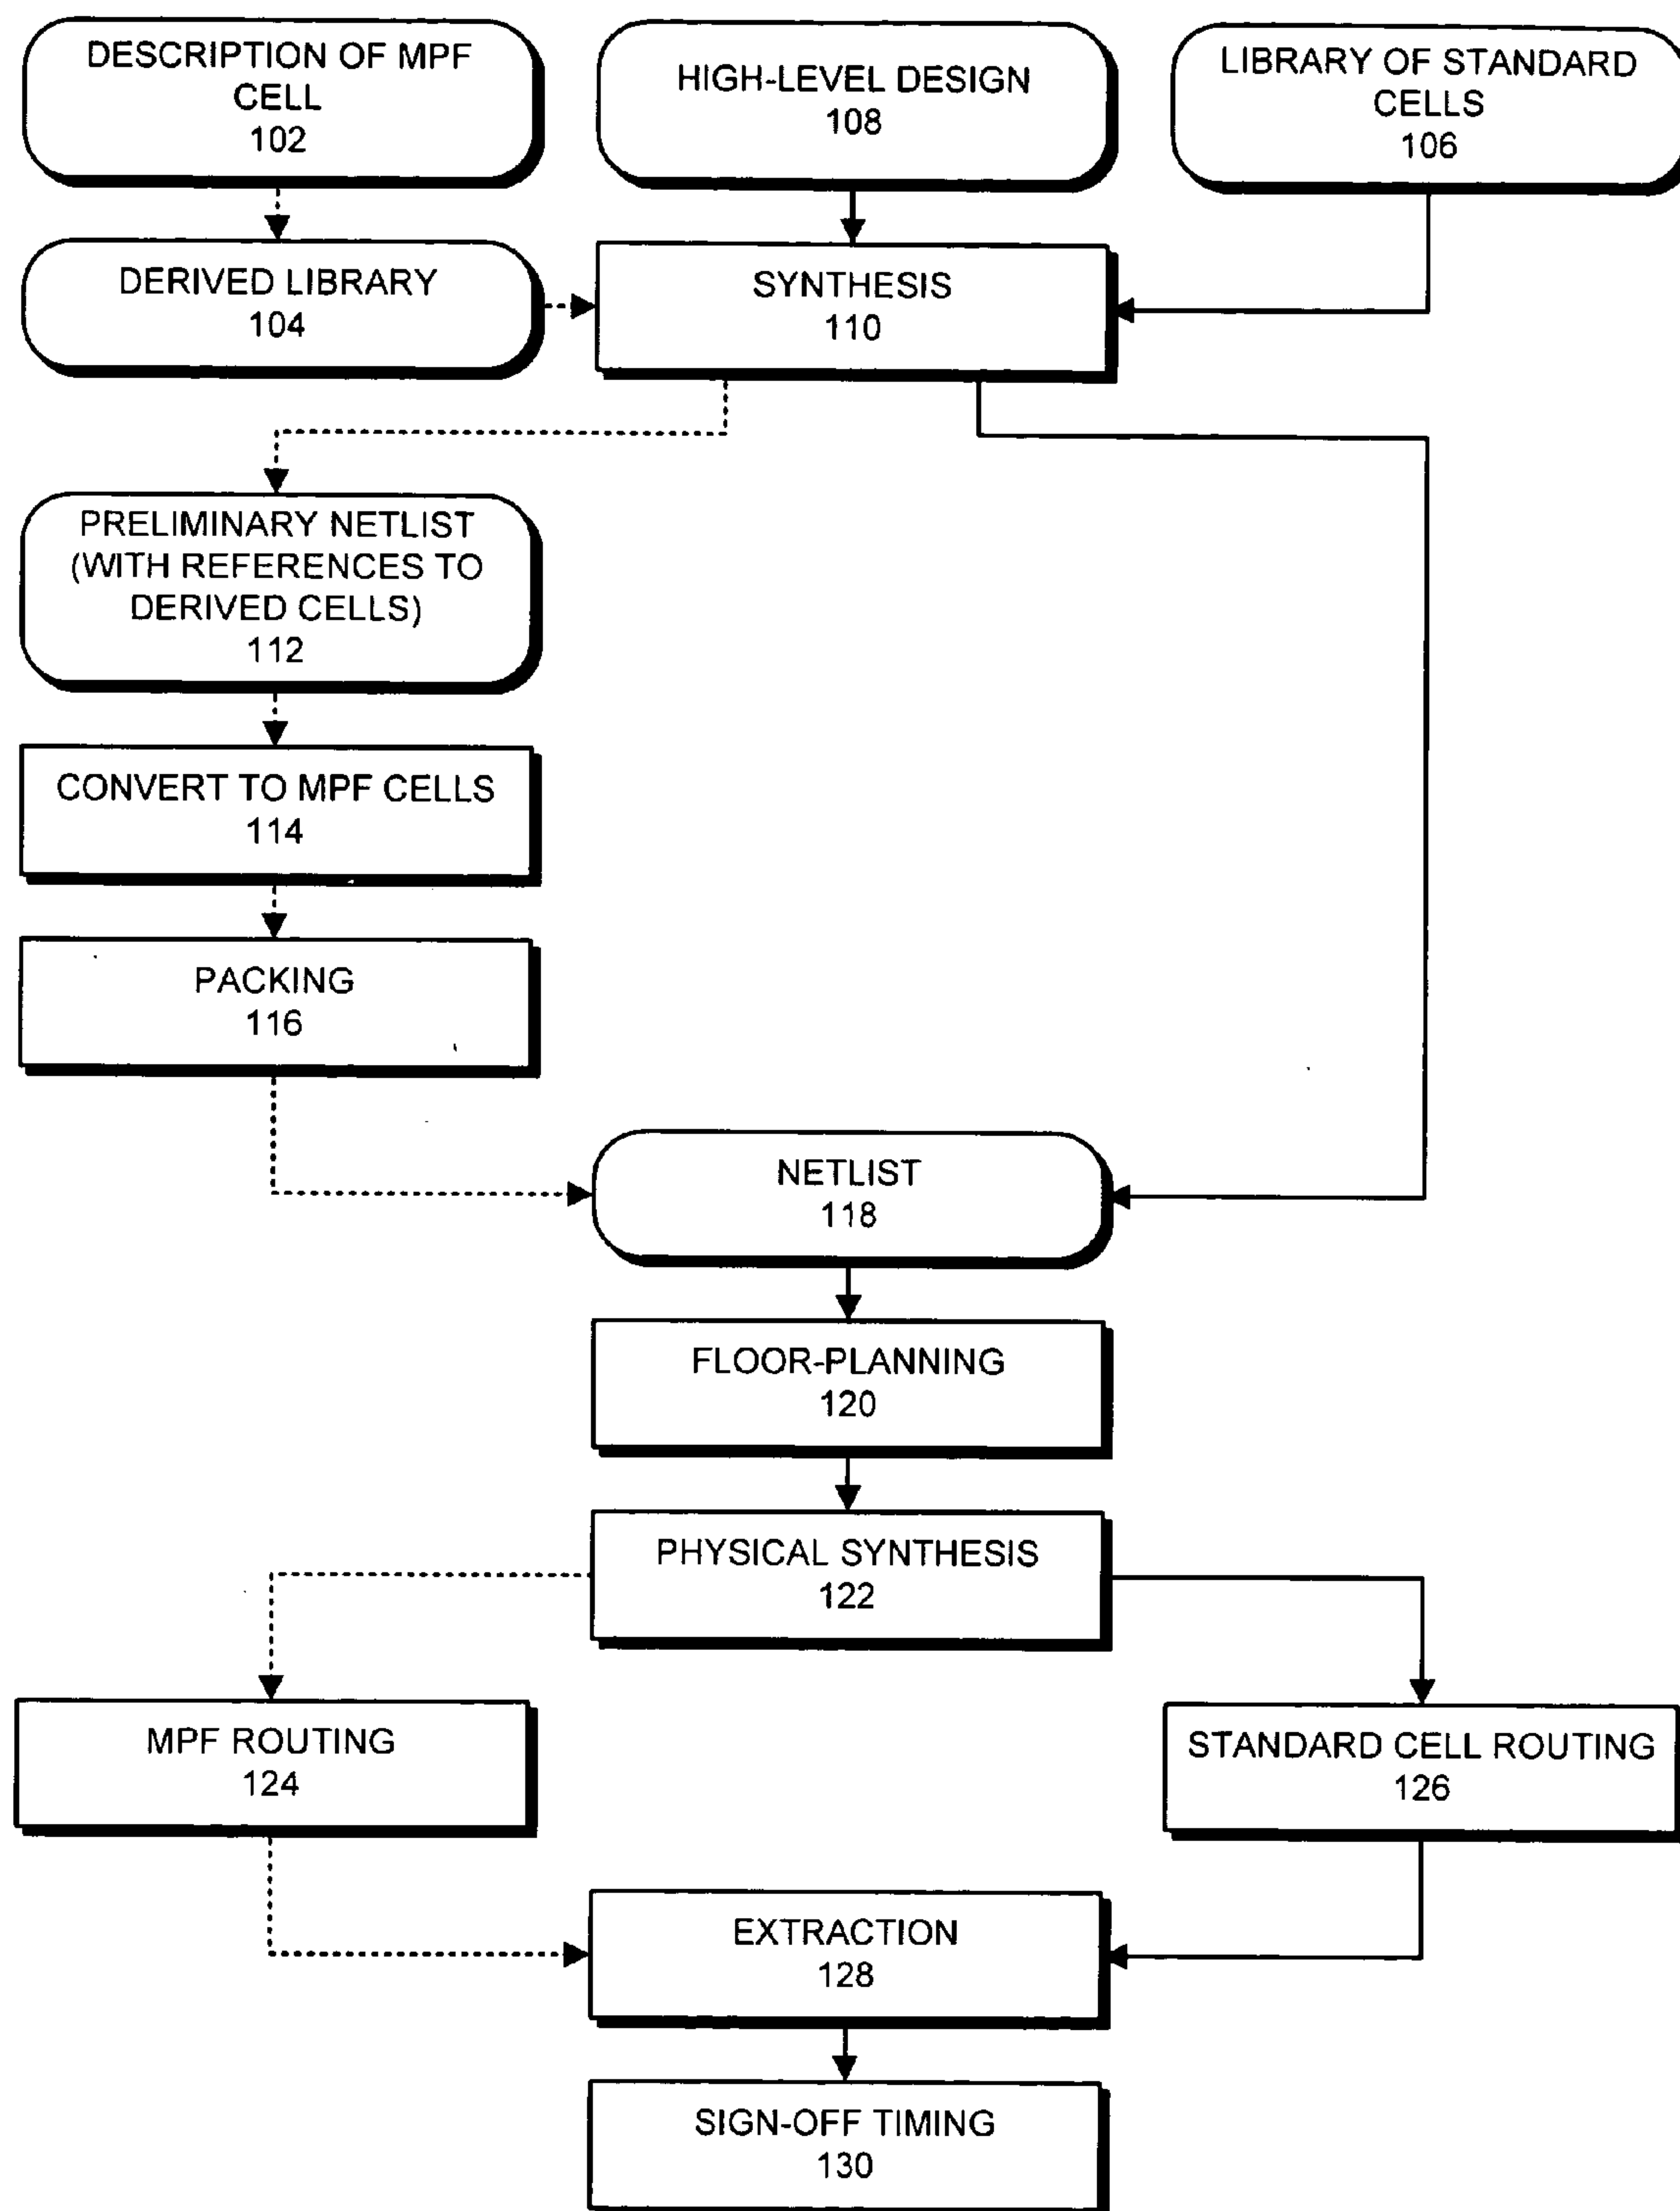 DESCRIPTION OF MPF
CELL
102
HIGH-LEVEL DESIGN
108
LIBRARY OF STANDARD
CELLS
106
DERIVED LIBRARY
104
SYNTHESIS
110
PRELIMINARY NETLIST
(WITH REFERENCES TO
DERIVED CELLS)
112
CONVERT TO MPF CELLS
114
PACKING
116
NETLIST
118
FLOOR-PLANNING
120
PHYSICAL SYNTHESIS
122
MPF ROUTING
124
STANDARD CELL ROUTING
126
EXTRACTION
128
SIGN-OFF TIMING
130